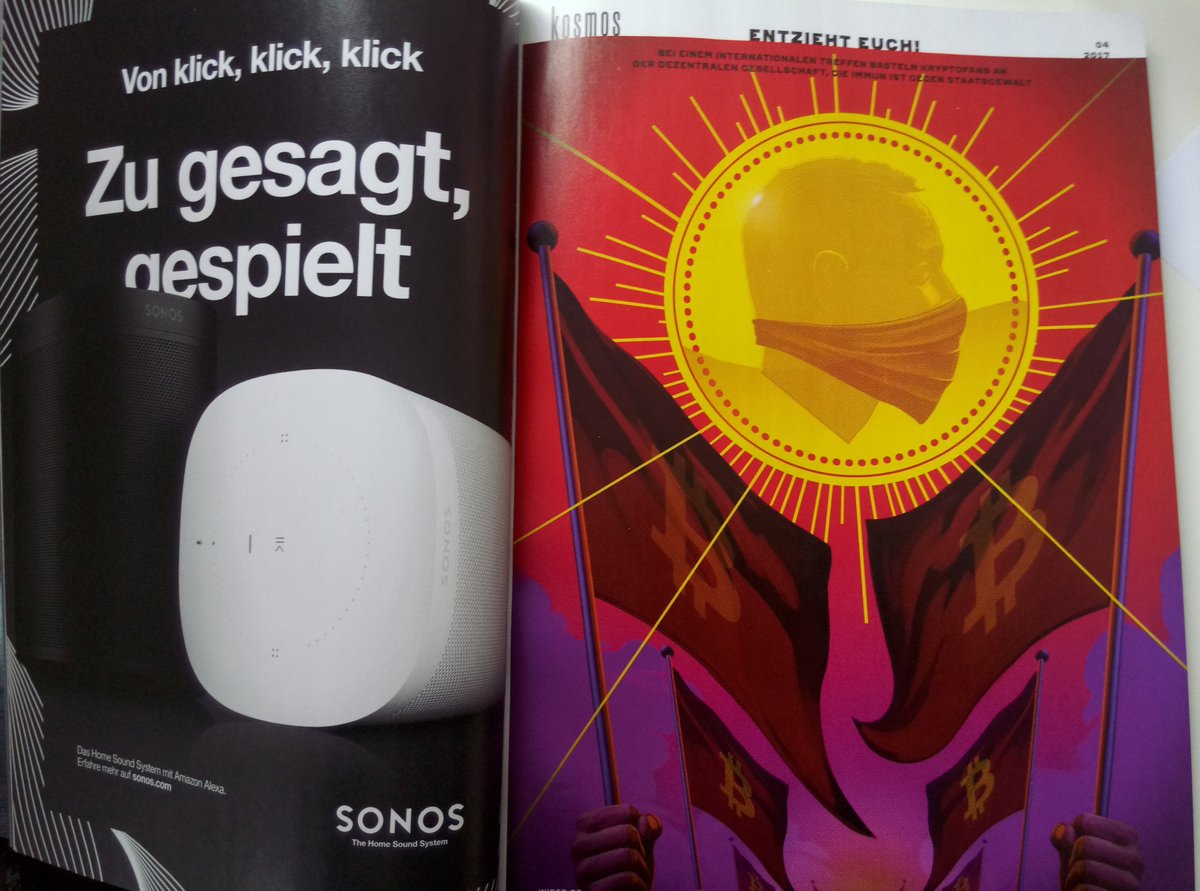 Von klick, klick, klick
Zu gesagt,
gespielt
SONOS
SONOS
Das Home Sound System mit Amazon Alexa.
Erfahre mehr auf sonos.com
SONOS
The Home Sound System
kosmos
ENTZIEHT EUCH!
04
2017
BEI EINEM INTERNATIONALEN TREFFEN BASTELN KRYPTOFANS AN
DER DEZENTRALEN GESELLSCHAFT, DIE IMMUN IST GEGEN STAATSGEWALT